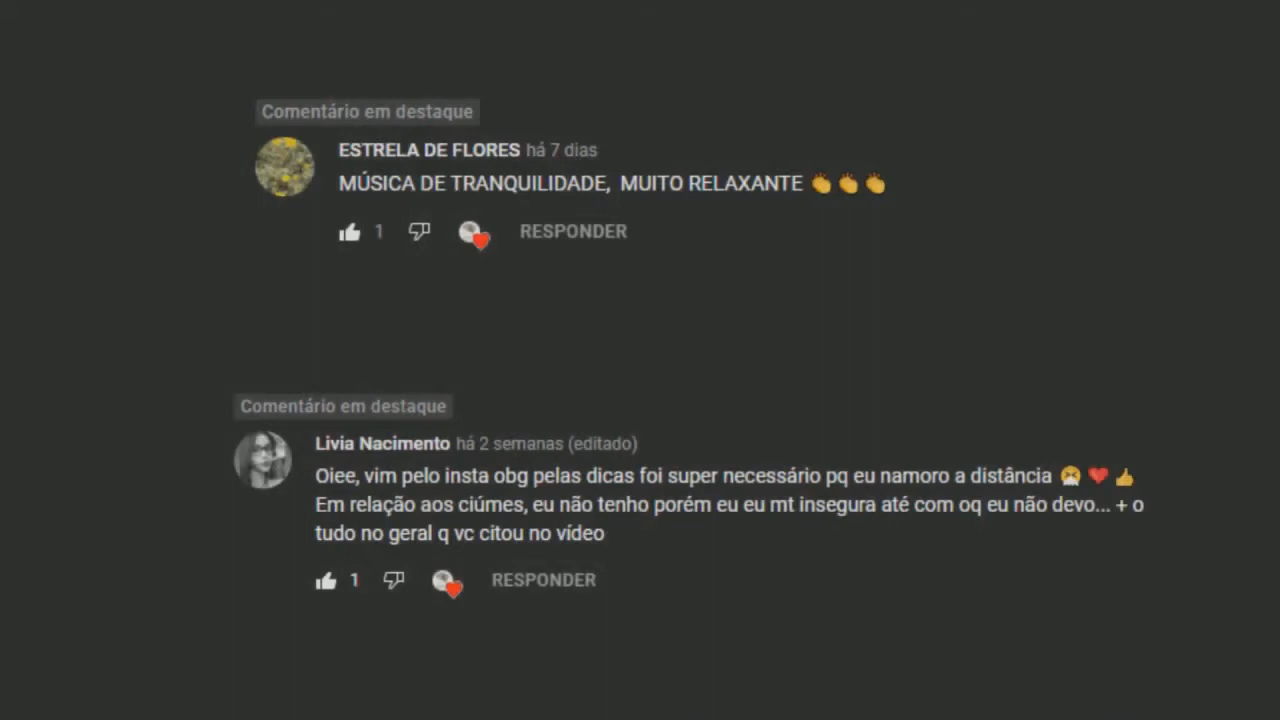 Comentário em destaque
ESTRELA DE FLORES há 7 dias
MÚSICA DE TRANQUILIDADE, MUITO RELAXANTE 👏👏👏
1 RESPONDER
Comentário em destaque
Livia Nacimento há 2 semanas (editado)
Oiee, vim pelo insta obg pelas dicas foi super necessário pq eu namoro a distância 😷❤️👍
Em relação aos ciúmes, eu não tenho porém eu eu mt insegura até com oq eu não devo... + o
tudo no geral q vc citou no vídeo
1 RESPONDER